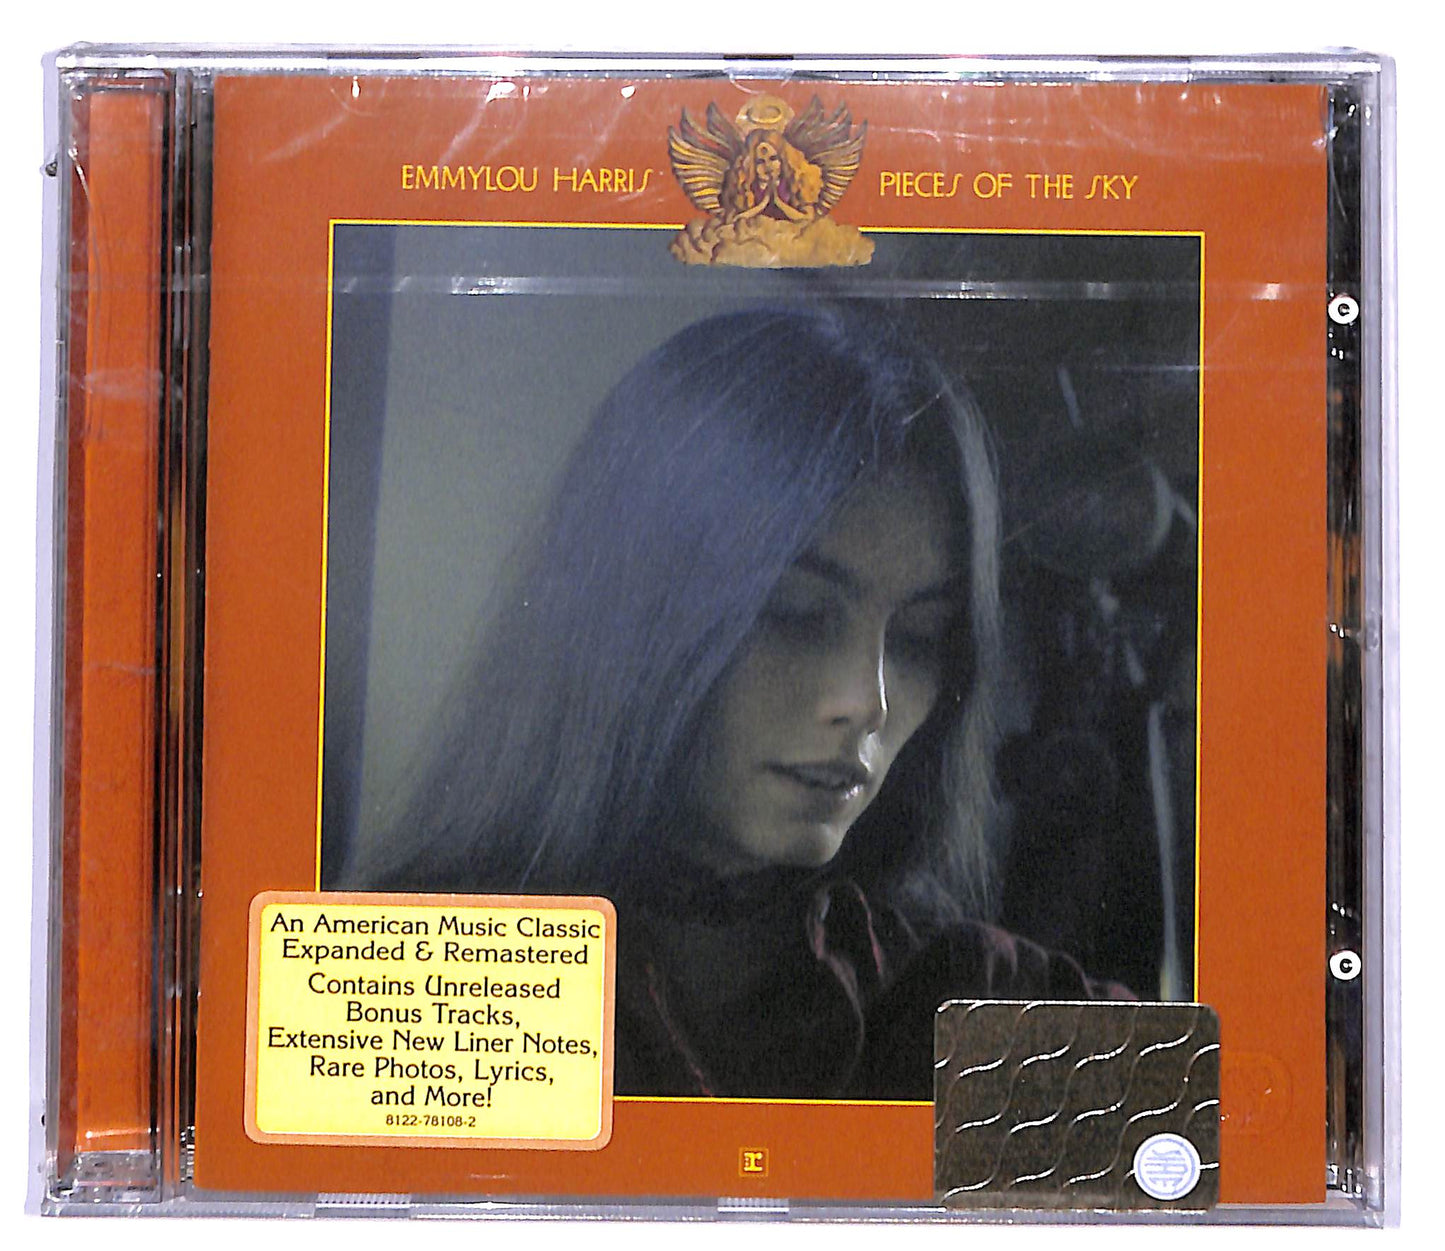 EMMYLOU HARRIS
PIECES OF THE SKY
An American Music Classic
Expanded & Remastered
Contains Unreleased
Bonus Tracks,
Extensive New Liner Notes,
Rare Photos, Lyrics,
and More!
8122-78108-2
r
SIAE